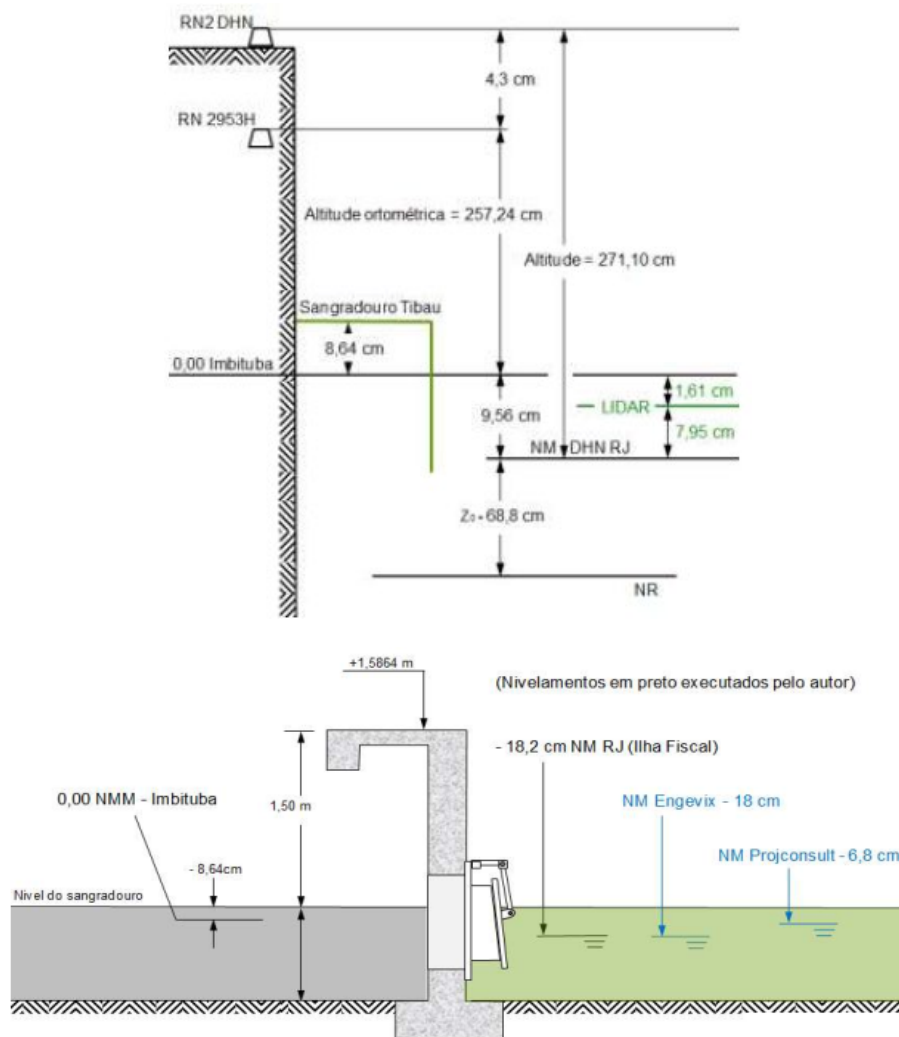 RN2 DHN
4,3 cm
RN 2953H
Altitude ortométrica = 257,24 cm
Altitude = 271,10 cm
Sangradouro Tibau
8,64 cm
0,00 Imbituba
1,61 cm
9,56 cm
LIDAR
7,95 cm
NM DHN RJ
Z0 = 68,8 cm
NR
+1,5864 m
(Nivelamentos em preto executados pelo autor)
- 18,2 cm NM RJ (Ilha Fiscal)
0,00 NMM - Imbituba
1,50 m
NM Engevix - 18 cm
NM Projconsult - 6,8 cm
- 8,64cm
Nivel do sangradouro